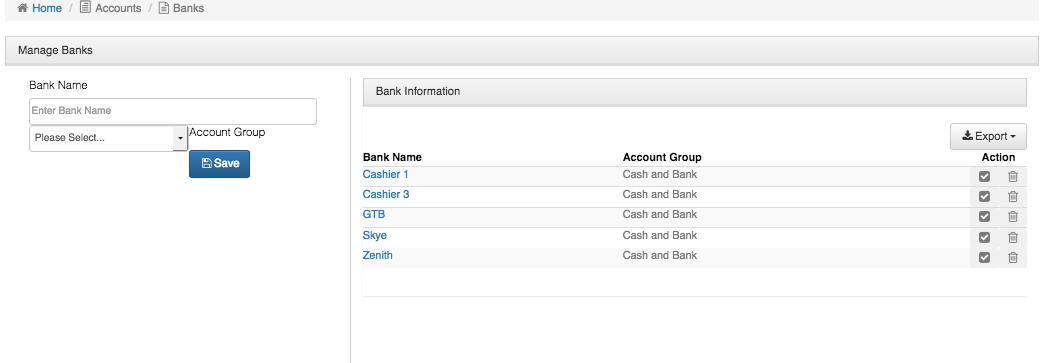 Home / Accounts / Banks
Manage Banks
Bank Name
Enter Bank Name
Please Select...
Account Group
Save
Bank Information
Export
Bank Name Account Group Action
Cashier 1 Cash and Bank
Cashier 3 Cash and Bank
GTB Cash and Bank
Skye Cash and Bank
Zenith Cash and Bank